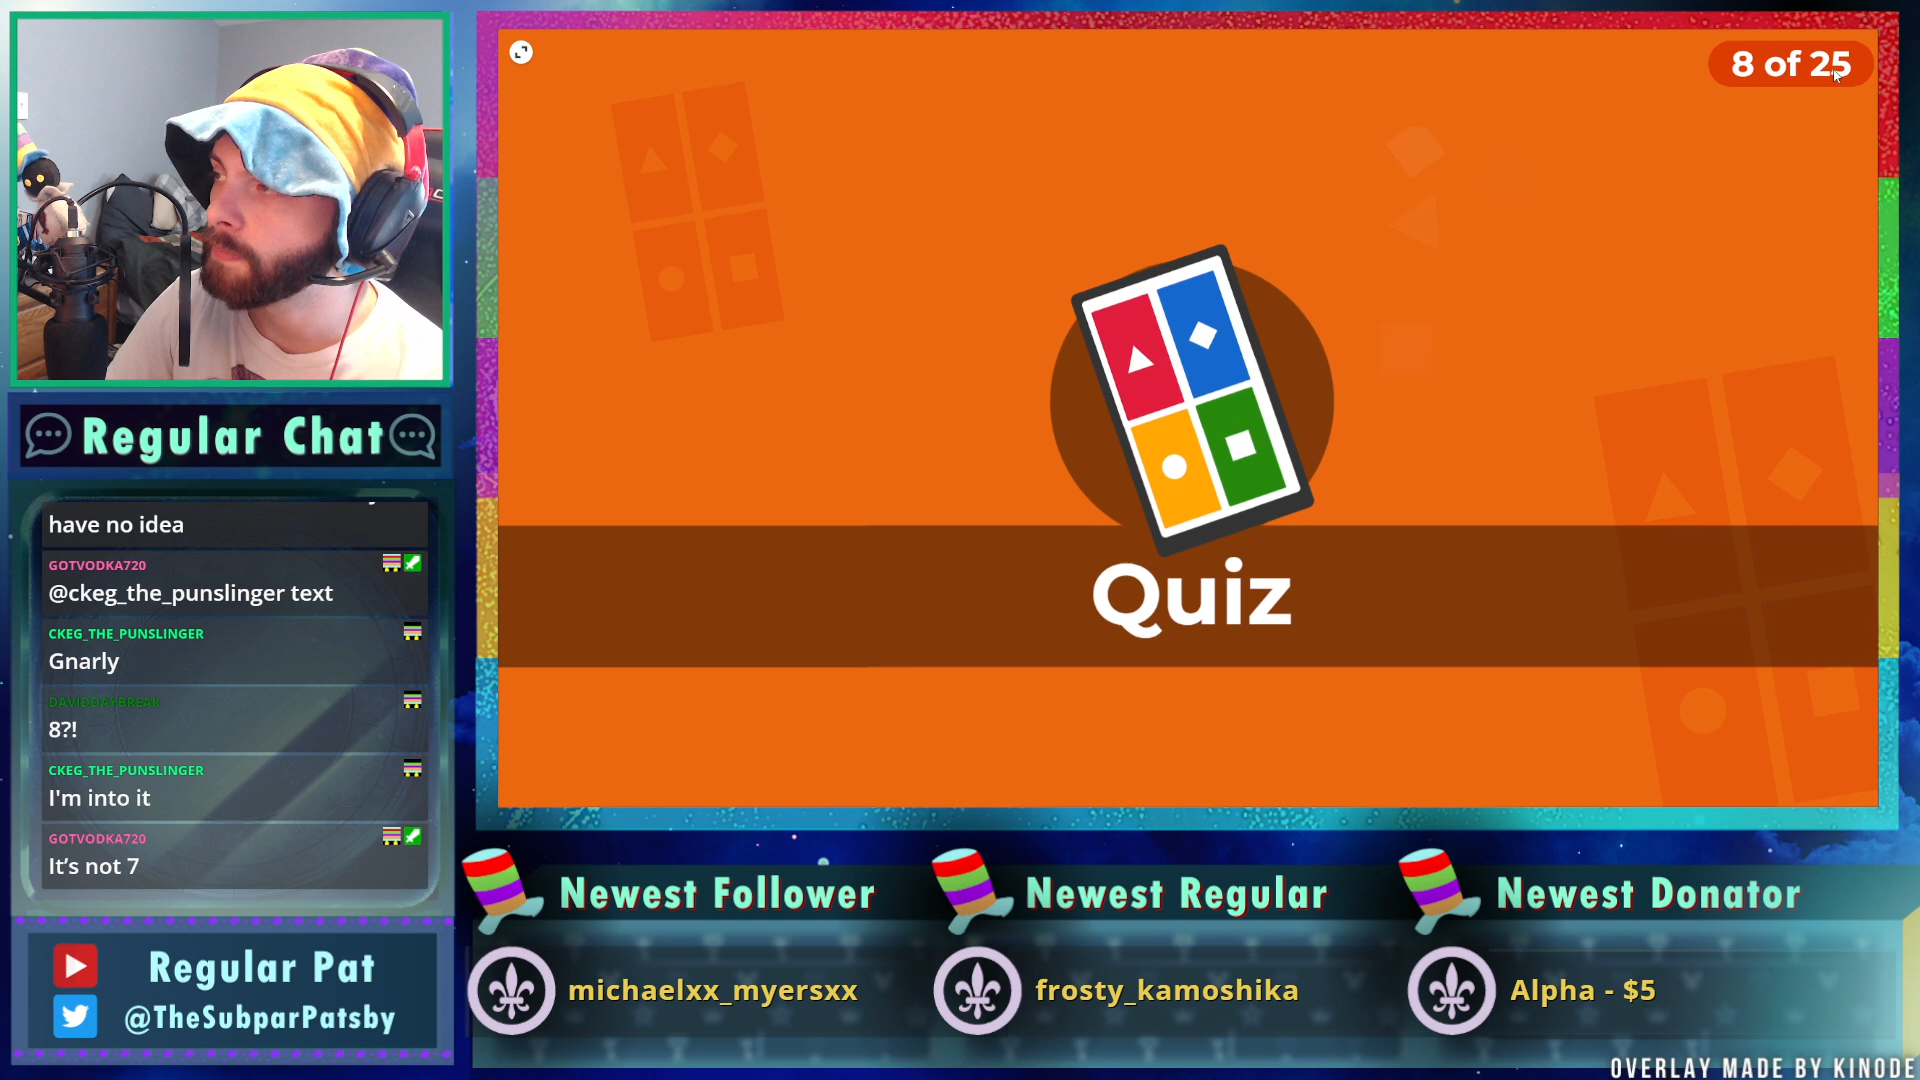 8 of 25
Regular Chat
have no idea
GOTVODKA720
@ckeg_the_punslinger text
CKEG_THE_PUNSLINGER
Gnarly
DAVIDDAYBREAK
8?!
CKEG_THE_PUNSLINGER
I'm into it
GOTVODKA720
It's not 7
Quiz
Newest Follower
Newest Regular
Newest Donator
michaelxx_myersxx
frosty_kamoshika
Alpha - $5
Regular Pat
@TheSubparPatsby
OVERLAY MADE BY KINODE